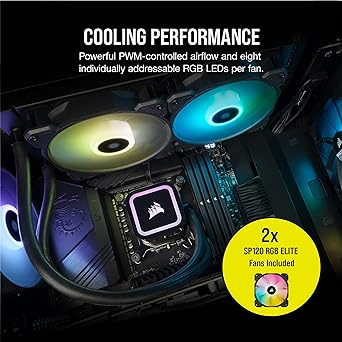 COOLING PERFORMANCE
Powerful PWM-controlled airflow and eight
individually addressable RGB LEDs per fan.
2x
SP120 RGB ELITE
Fans Included